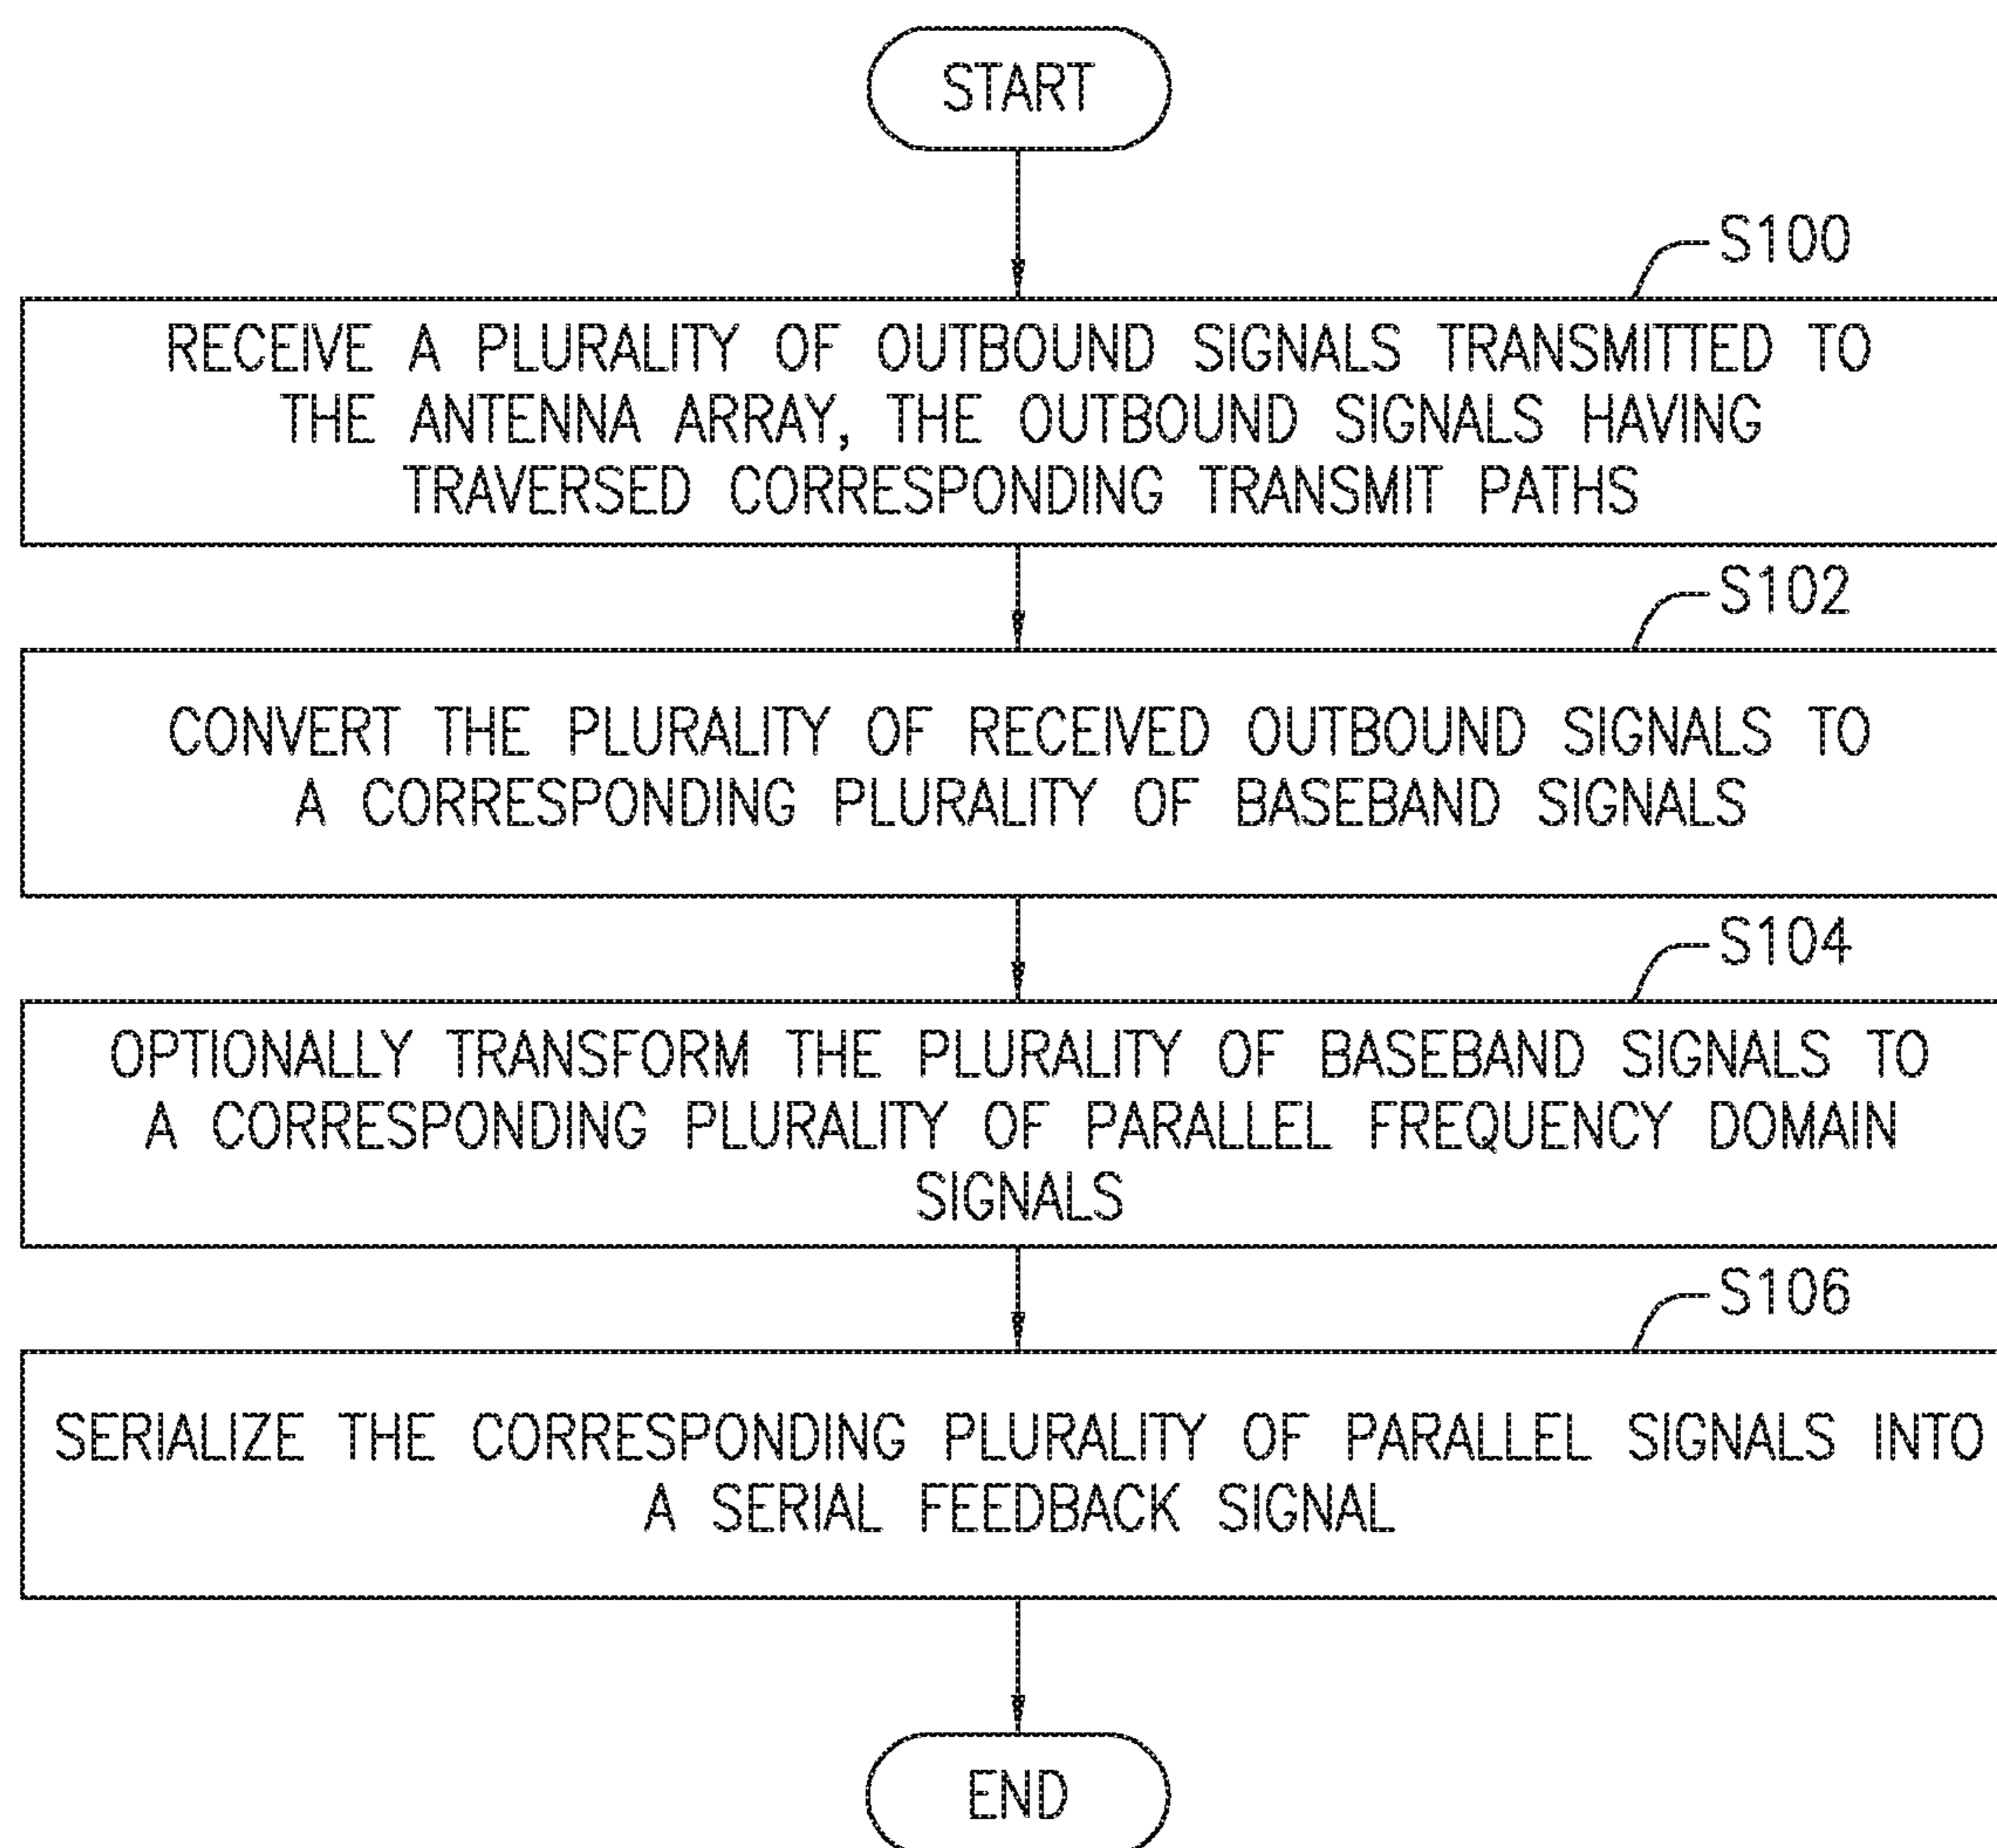 START
S100
RECEIVE A PLURALITY OF OUTBOUND SIGNALS TRANSMITTED TO
THE ANTENNA ARRAY, THE OUTBOUND SIGNALS HAVING
TRAVERSED CORRESPONDING TRANSMIT PATHS
S102
CONVERT THE PLURALITY OF RECEIVED OUTBOUND SIGNALS TO
A CORRESPONDING PLURALITY OF BASEBAND SIGNALS
S104
OPTIONALLY TRANSFORM THE PLURALITY OF BASEBAND SIGNALS TO
A CORRESPONDING PLURALITY OF PARALLEL FREQUENCY DOMAIN
SIGNALS
S106
SERIALIZE THE CORRESPONDING PLURALITY OF PARALLEL SIGNALS INTO
A SERIAL FEEDBACK SIGNAL
END